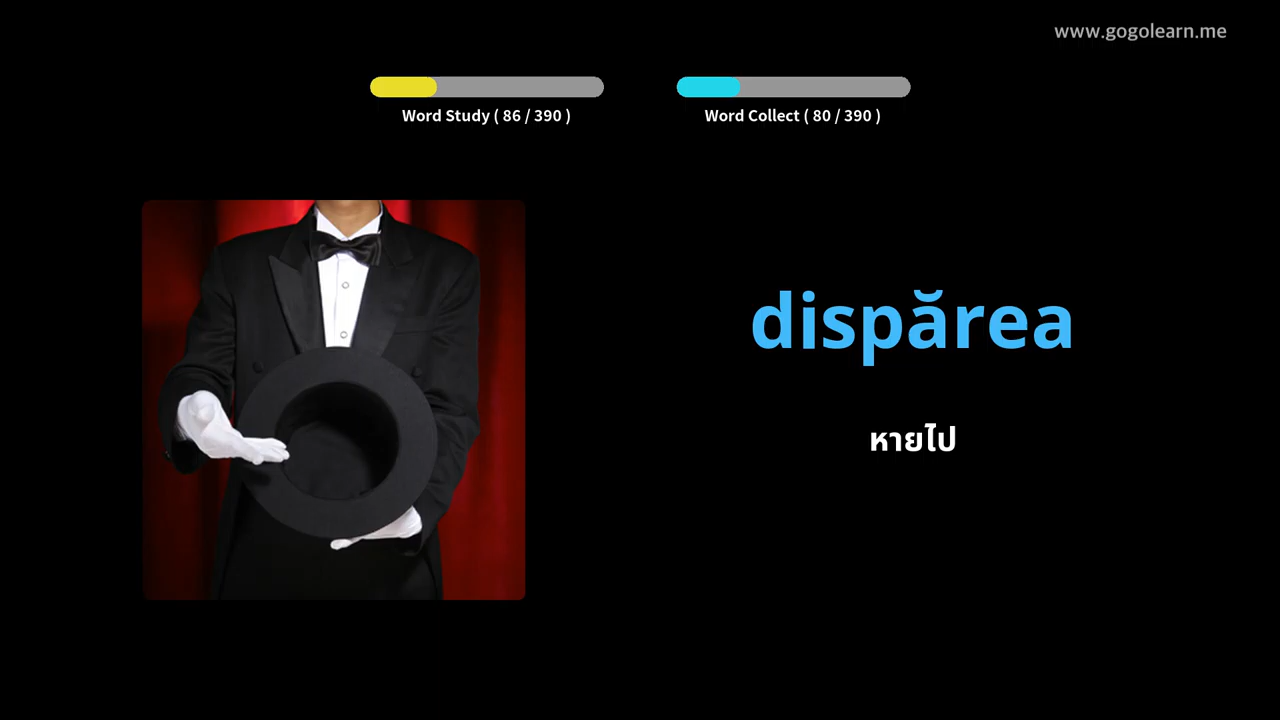 www.gogolearn.me
Word Study ( 86 / 390 )
Word Collect ( 80 / 390 )
dispărea
หายไป